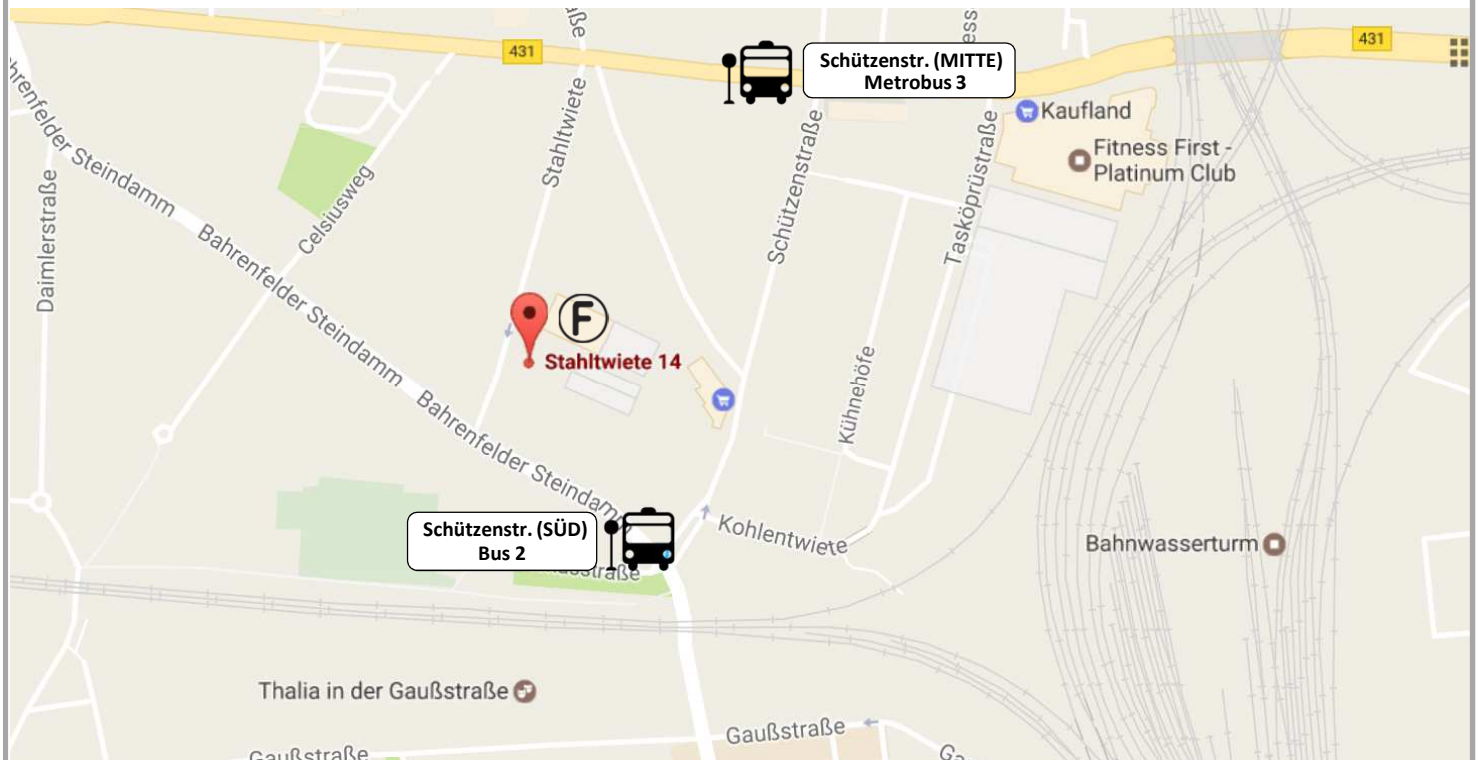 431
431
Schützenstr. (MITTE)
Metrobus 3
Kaufland
Fitness First -
Platinum Club
Bahrenfelder Steindamm
Daimlerstraße
Celsiusweg
Stahltwiete
Schützenstraße
Tasköprüstraße
Bahrenfelder Steindamm
F
Stahltwiete 14
Kühnehöfe
Bahrenfelder Steindamm
Schützenstr. (SÜD)
Bus 2
Kohlentwiete
Bahnwasserturm
Thalia in der Gaußstraße
Gaußstraße
Gaußstraße